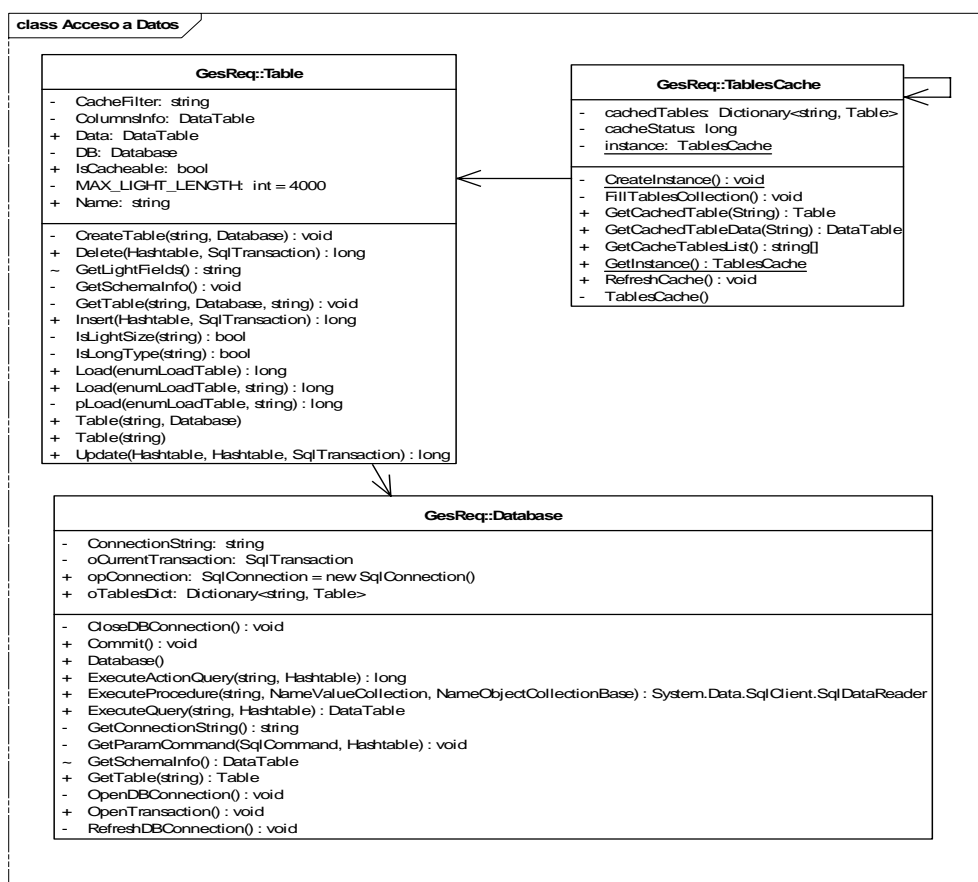 class Acceso a Datos
GesReq::Table
- CacheFilter: string
- ColumnsInfo: DataTable
+ Data: DataTable
- DB: Database
+ IsCacheable: bool
- MAX_LIGHT_LENGTH: int = 4000
+ Name: string
- CreateTable(string, Database) : void
+ Delete(Hashtable, SqlTransaction) : long
~ GetLightFields() : string
- GetSchemaInfo() : void
- GetTable(string, Database, string) : void
+ Insert(Hashtable, SqlTransaction) : long
- IsLightSize(string) : bool
- IsLongType(string) : bool
+ Load(enumLoadTable) : long
+ Load(enumLoadTable, string) : long
- pLoad(enumLoadTable, string) : long
+ Table(string, Database)
+ Table(string)
+ Update(Hashtable, Hashtable, SqlTransaction) : long
GesReq::TablesCache
- cachedTables: Dictionary<string, Table>
- cacheStatus: long
- instance: TablesCache
- CreateInstance() : void
- FillTablesCollection() : void
+ GetCachedTable(String) : Table
+ GetCachedTableData(String) : DataTable
+ GetCacheTablesList() : string[]
+ GetInstance() : TablesCache
+ RefreshCache() : void
- TablesCache()
GesReq::Database
- ConnectionString: string
- oCurrentTransaction: SqlTransaction
+ opConnection: SqlConnection = new SqlConnection()
+ oTablesDict: Dictionary<string, Table>
- CloseDBConnection() : void
+ Commit() : void
+ Database()
+ ExecuteActionQuery(string, Hashtable) : long
+ ExecuteProcedure(string, NameValueCollection, NameObjectCollectionBase) : System.Data.SqlClient.SqlDataReader
+ ExecuteQuery(string, Hashtable) : DataTable
- GetConnectionString() : string
- GetParamCommand(SqlCommand, Hashtable) : void
~ GetSchemaInfo() : DataTable
+ GetTable(string) : Table
- OpenDBConnection() : void
+ OpenTransaction() : void
- RefreshDBConnection() : void